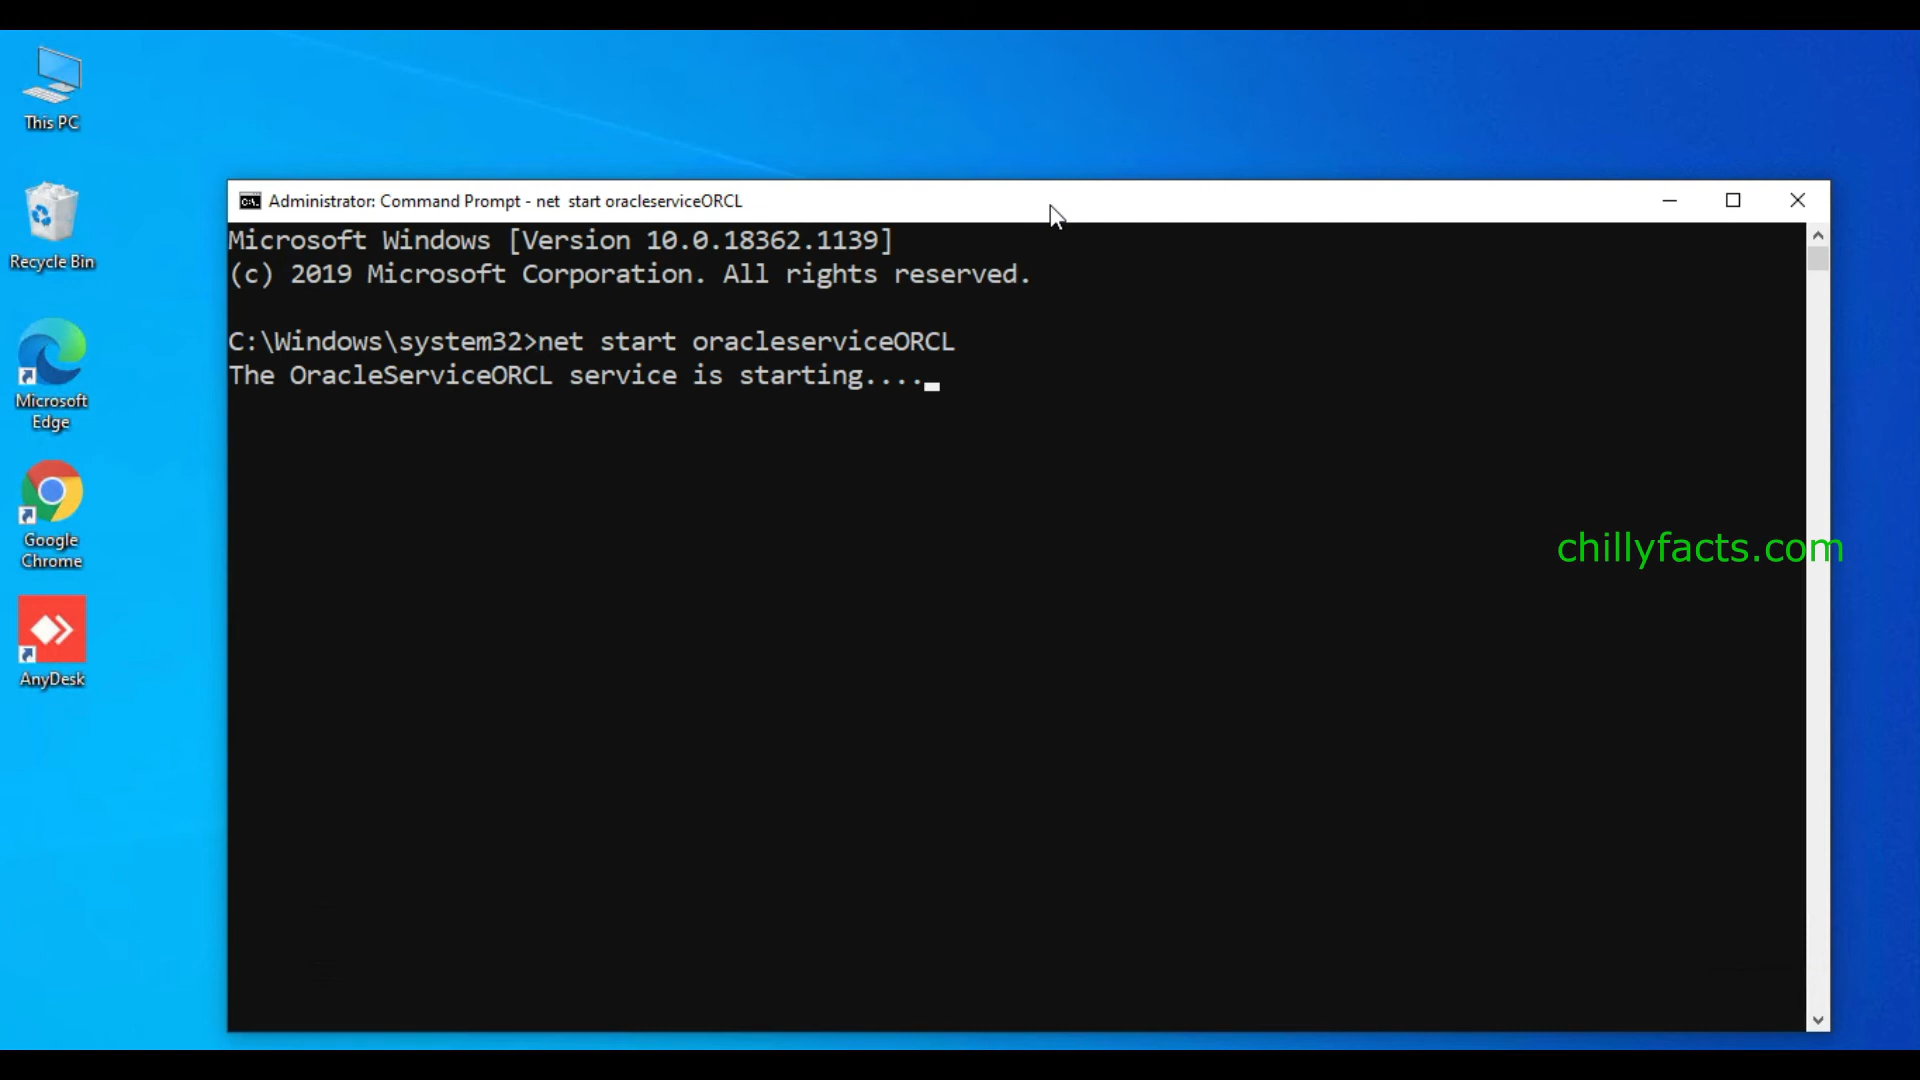 This PC
Recycle Bin
Microsoft
Edge
Google
Chrome
AnyDesk
Administrator: Command Prompt - net  start oracleserviceORCL
Microsoft Windows [Version 10.0.18362.1139]
(c) 2019 Microsoft Corporation. All rights reserved.
C:\Windows\system32>net start oracleserviceORCL
The OracleServiceORCL service is starting....
chillyfacts.com